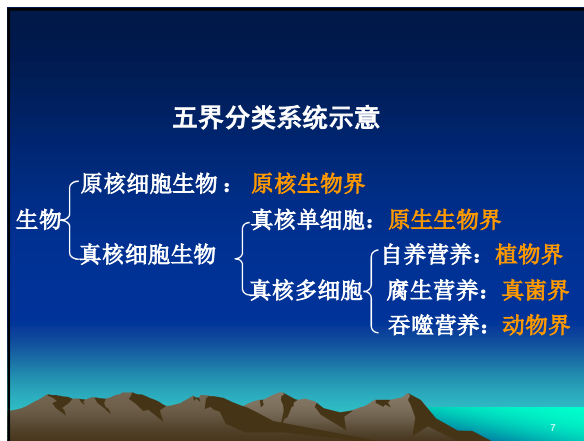 五界分类系统示意
原核细胞生物： 原核生物界
生物 真核单细胞：原生生物界
真核细胞生物 自养营养：植物界
真核多细胞 腐生营养：真菌界
吞噬营养：动物界
7